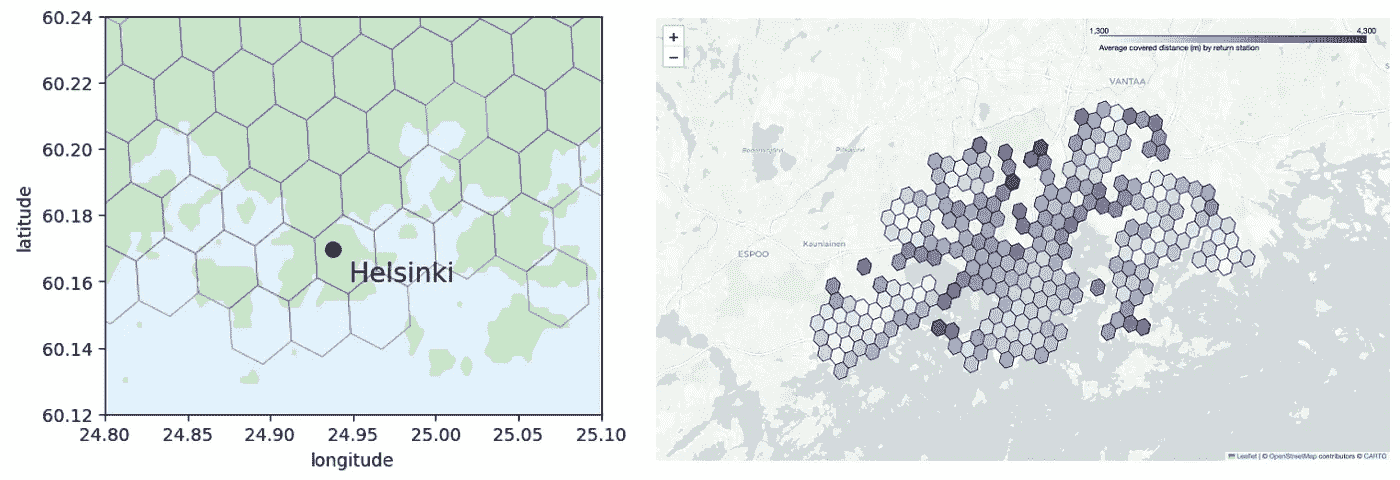 60.24
60.22
60.20
60.18
60.16
60.14
60.12
latitude
Helsinki
24.80 24.85 24.90 24.95 25.00 25.05 25.10
longitude
+
−
1,300 4,300
Average covered distance (m) by return station
VANTAA
ESPOO
Kauniainen
Leaflet | © OpenStreetMap contributors © CARTO